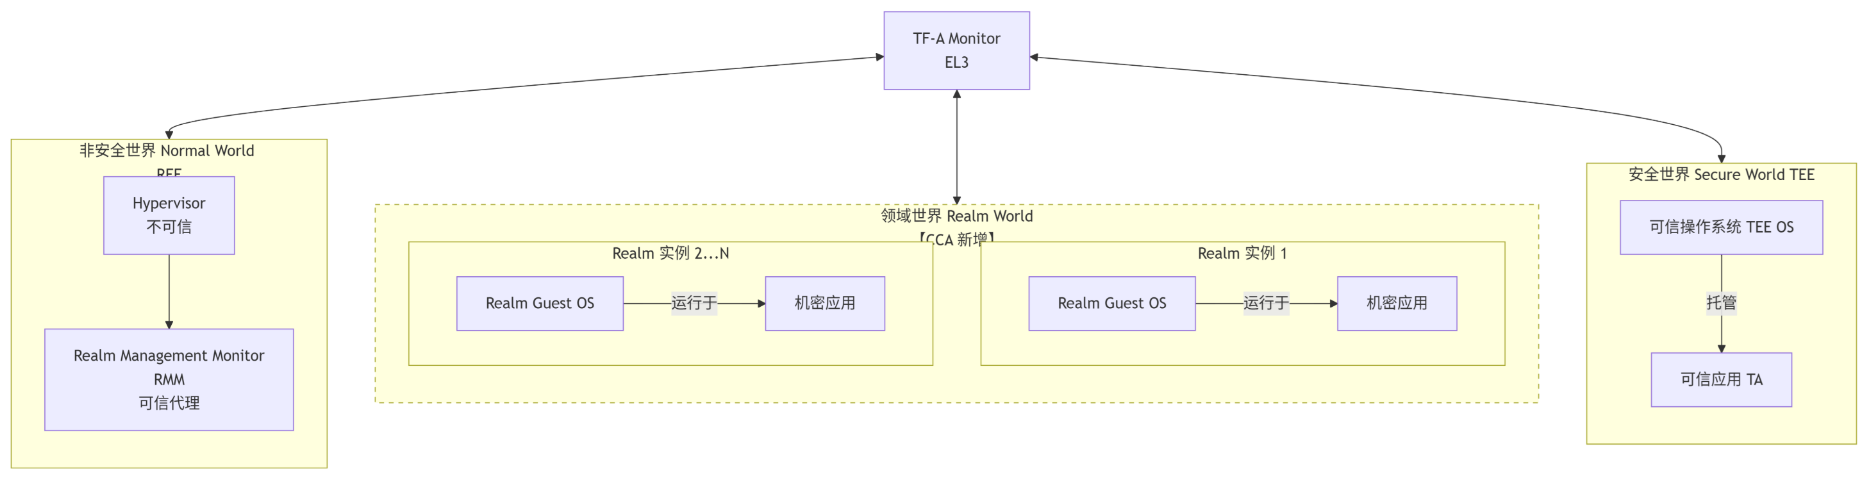 TF-A Monitor
EL3
非安全世界 Normal World
REE
Hypervisor
不可信
Realm Management Monitor
RMM
可信代理
领域世界 Realm World
【CCA 新增】
Realm 实例 2...N
Realm Guest OS
运行于
机密应用
Realm 实例 1
Realm Guest OS
运行于
机密应用
安全世界 Secure World TEE
可信操作系统 TEE OS
托管
可信应用 TA